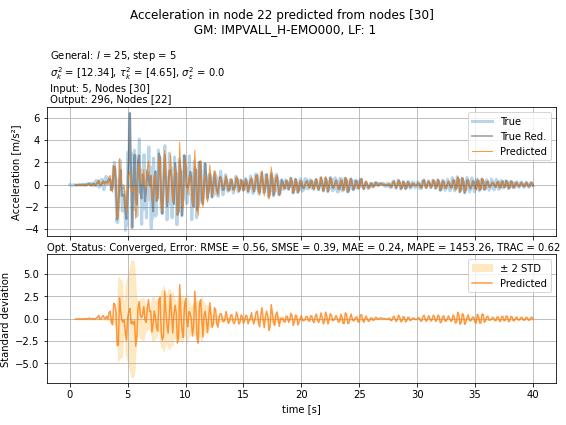 Acceleration in node 22 predicted from nodes [30]
GM: IMPVALL_H-EMO000, LF: 1
General: l = 25, step = 5
σ²ₖ = [12.34], τ²ₖ = [4.65], σ²ε = 0.0
Input: 5, Nodes [30]
Output: 296, Nodes [22]
Acceleration [m/s²]
6
4
2
0
−2
−4
True
True Red.
Predicted
Opt. Status: Converged, Error: RMSE = 0.56, SMSE = 0.39, MAE = 0.24, MAPE = 1453.26, TRAC = 0.62
Standard deviation
5.0
2.5
0.0
−2.5
−5.0
± 2 STD
Predicted
0 5 10 15 20 25 30 35 40
time [s]